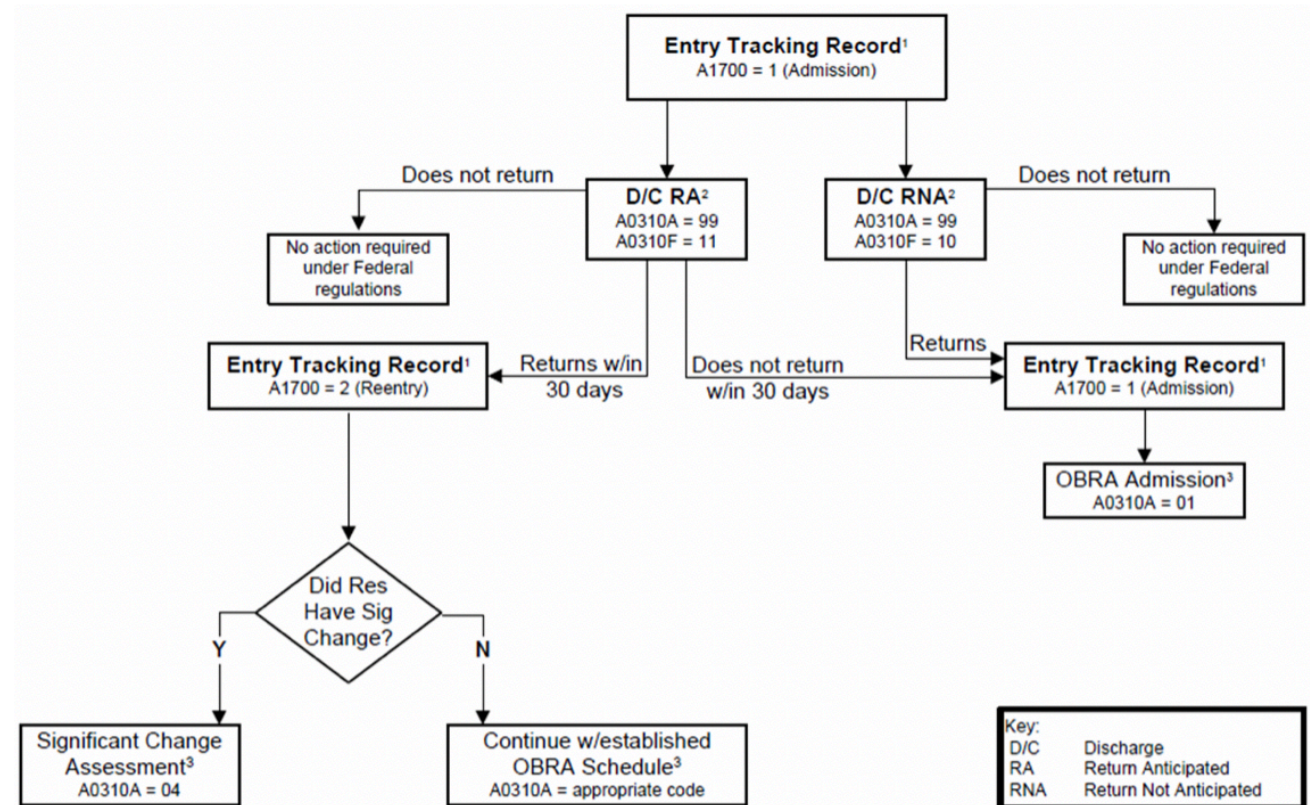 Entry Tracking Record¹
A1700 = 1 (Admission)
Does not return
D/C RA²
A0310A = 99
A0310F = 11
D/C RNA²
A0310A = 99
A0310F = 10
Does not return
No action required
under Federal
regulations
No action required
under Federal
regulations
Entry Tracking Record¹
A1700 = 2 (Reentry)
Returns w/in
30 days
Does not return
w/in 30 days
Returns
Entry Tracking Record¹
A1700 = 1 (Admission)
OBRA Admission³
A0310A = 01
Did Res
Have Sig
Change?
Y
N
Significant Change
Assessment³
A0310A = 04
Continue w/established
OBRA Schedule³
A0310A = appropriate code
Key:
D/C Discharge
RA Return Anticipated
RNA Return Not Anticipated